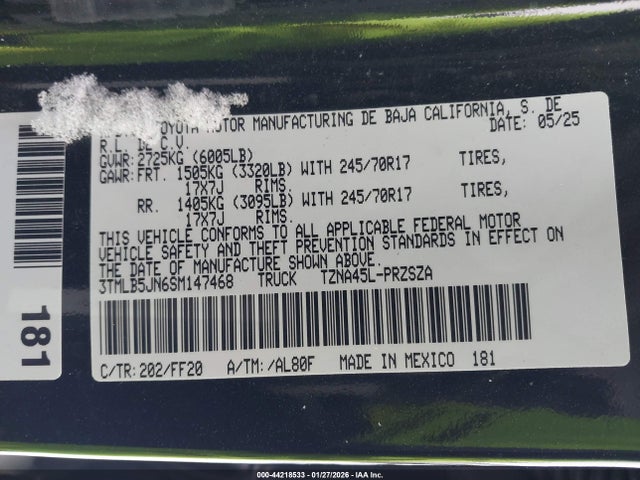 TOYOTA MOTOR MANUFACTURING DE BAJA CALIFORNIA, S. DE
R.L. DE C.V. DATE: 05/25
GVWR: 2725KG (6005LB)
GAWR: FRT. 1505KG (3320LB) WITH 245/70R17 TIRES,
17X7J RIMS.
RR. 1405KG (3095LB) WITH 245/70R17 TIRES,
17X7J RIMS.
THIS VEHICLE CONFORMS TO ALL APPLICABLE FEDERAL MOTOR
VEHICLE SAFETY AND THEFT PREVENTION STANDARDS IN EFFECT ON
THE DATE OF MANUFACTURE SHOWN ABOVE.
3TMLB5JN6SM147468 TRUCK TZNA45L-PRZSZA
C/TR: 202/FF20 A/TM: /AL80F MADE IN MEXICO 181
181
000-44218533 - 01/27/2026 - IAA Inc.